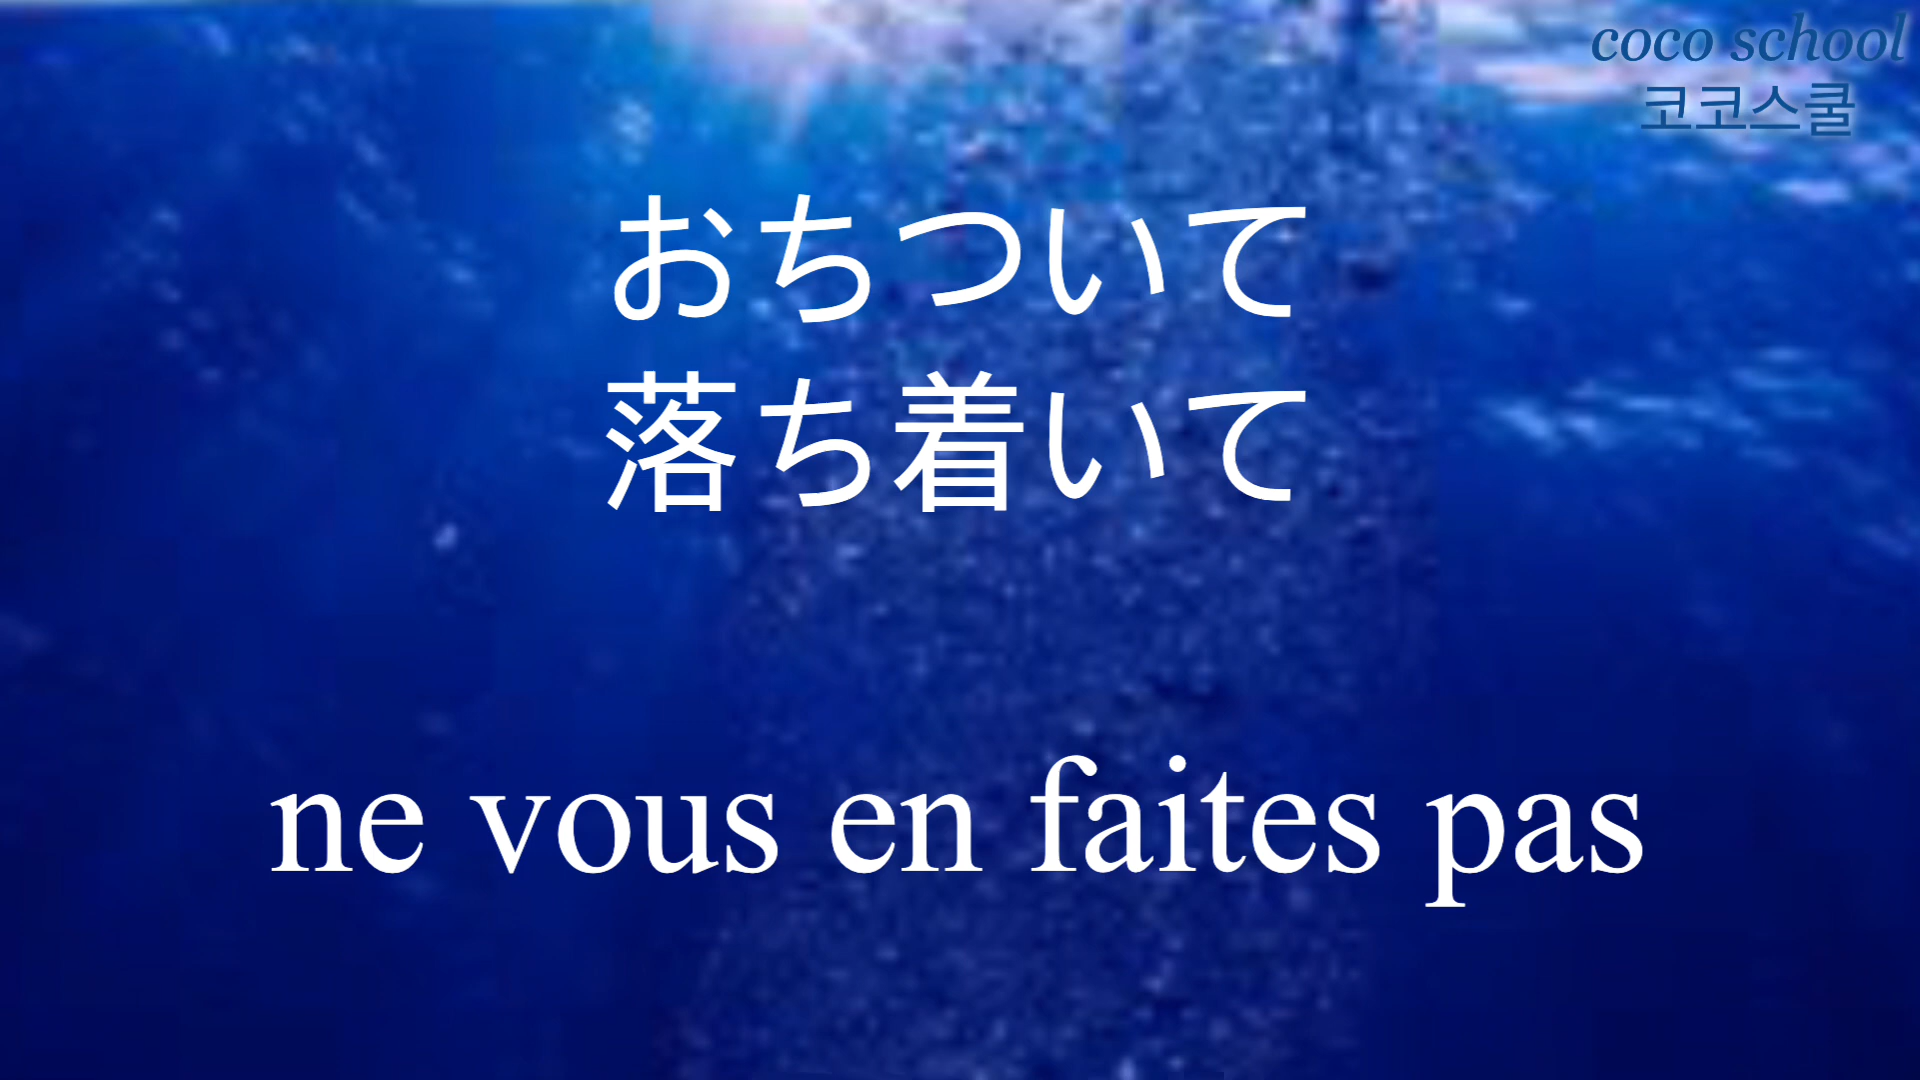 coco school
코코스쿨
おちついて
落ち着いて
ne vous en faites pas